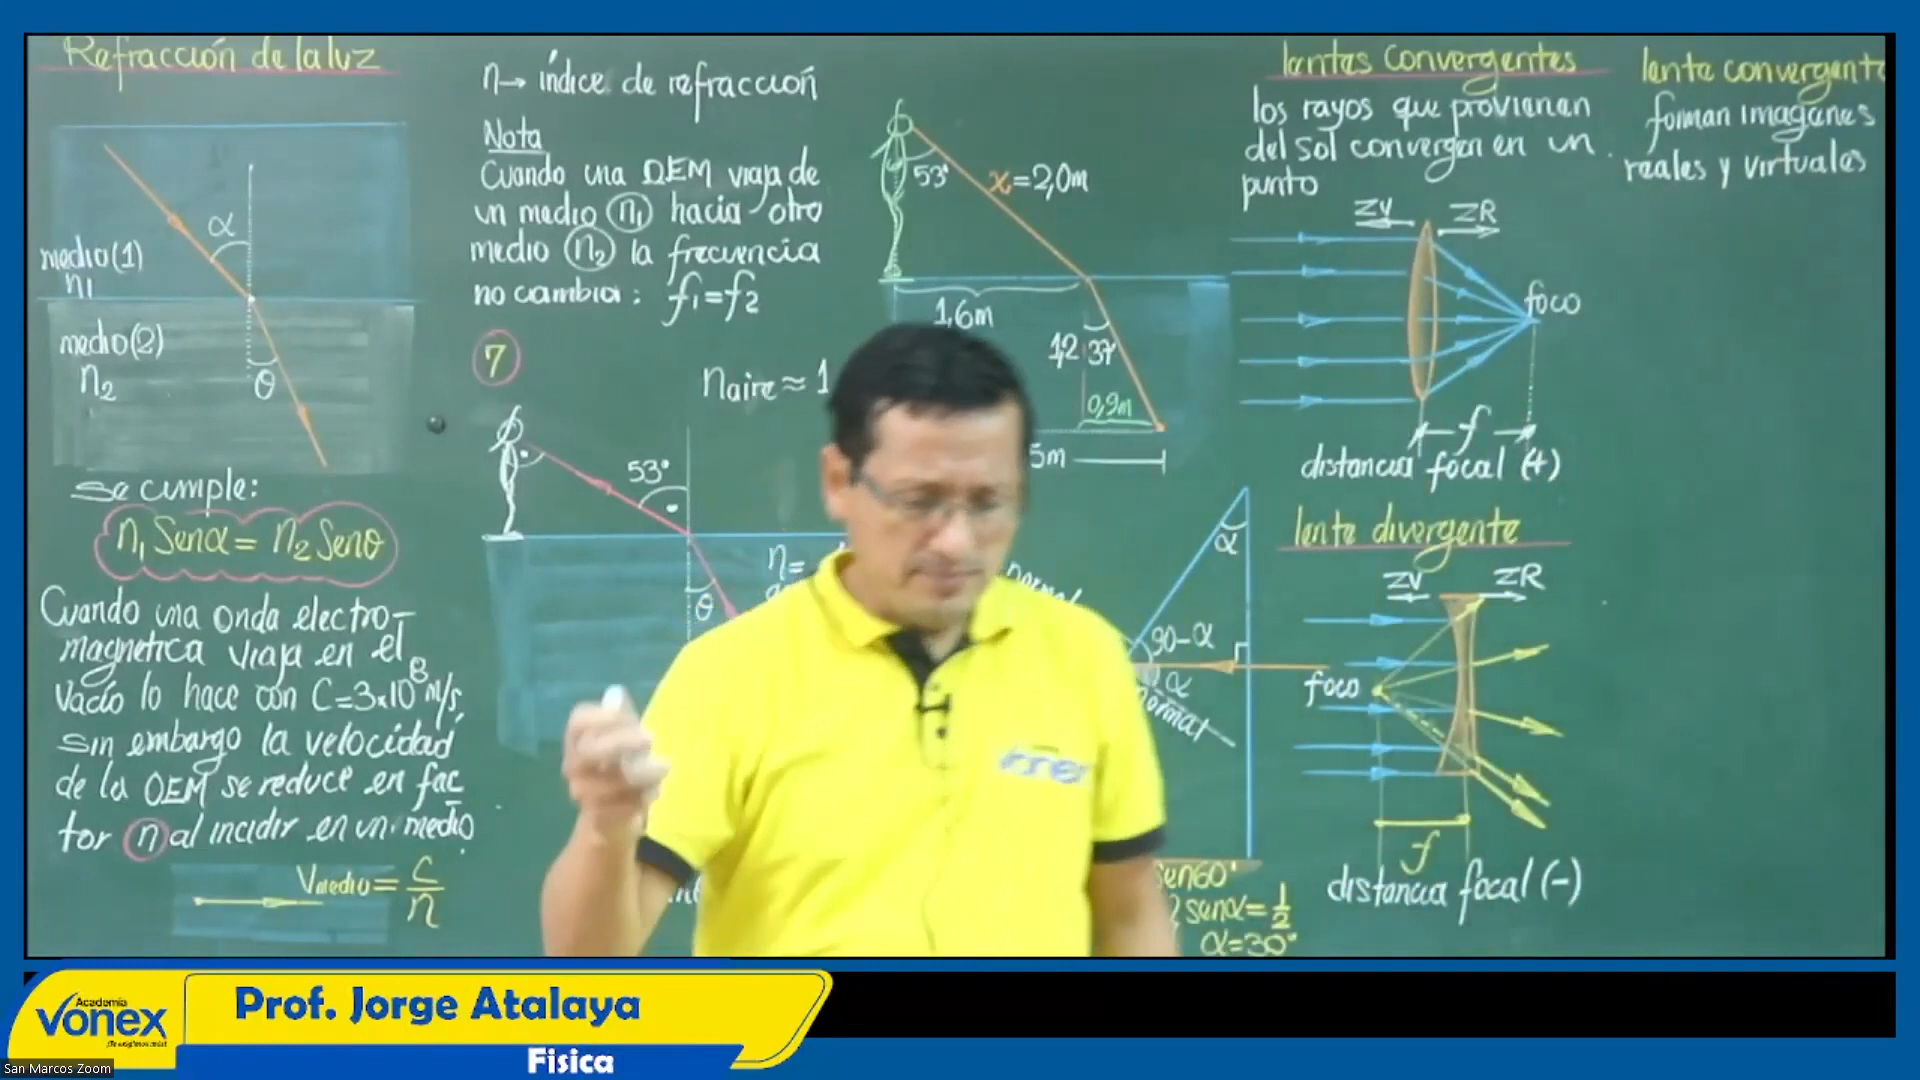 Refracción de la luz
α
medio(1)
n1
medio(2)
n2
θ
se cumple:
n1 Senα = n2 Senθ
Cuando una onda electro-
magnetica viaja en el
vacío lo hace con C=3x10^8 m/s,
sin embargo la velocidad
de la OEM se reduce en fac
tor n al incidir en un medio
Vmedio = C/n
n→ índice de refracción
Nota
Cuando una OEM viaja de
un medio n1 hacia otro
medio n2 la frecuencia
no cambia: f1=f2
7
naire ≈ 1
53°
θ
n=
53°
x=2,0m
1,6m
1,2
37
0,9m
5m
α
90-α
α
normal
sen60°
senα=1/2
α=30°
lentes convergentes
los rayos que provienen
del sol convergen en un
punto
ZV
ZR
foco
f
distancia focal (+)
lente divergente
ZV
ZR
foco
f
distancia focal (-)
lente convergente
forman imagenes
reales y virtuales
vonex
Academia
Vonex
Prof. Jorge Atalaya
Fisica
San Marcos Zoom